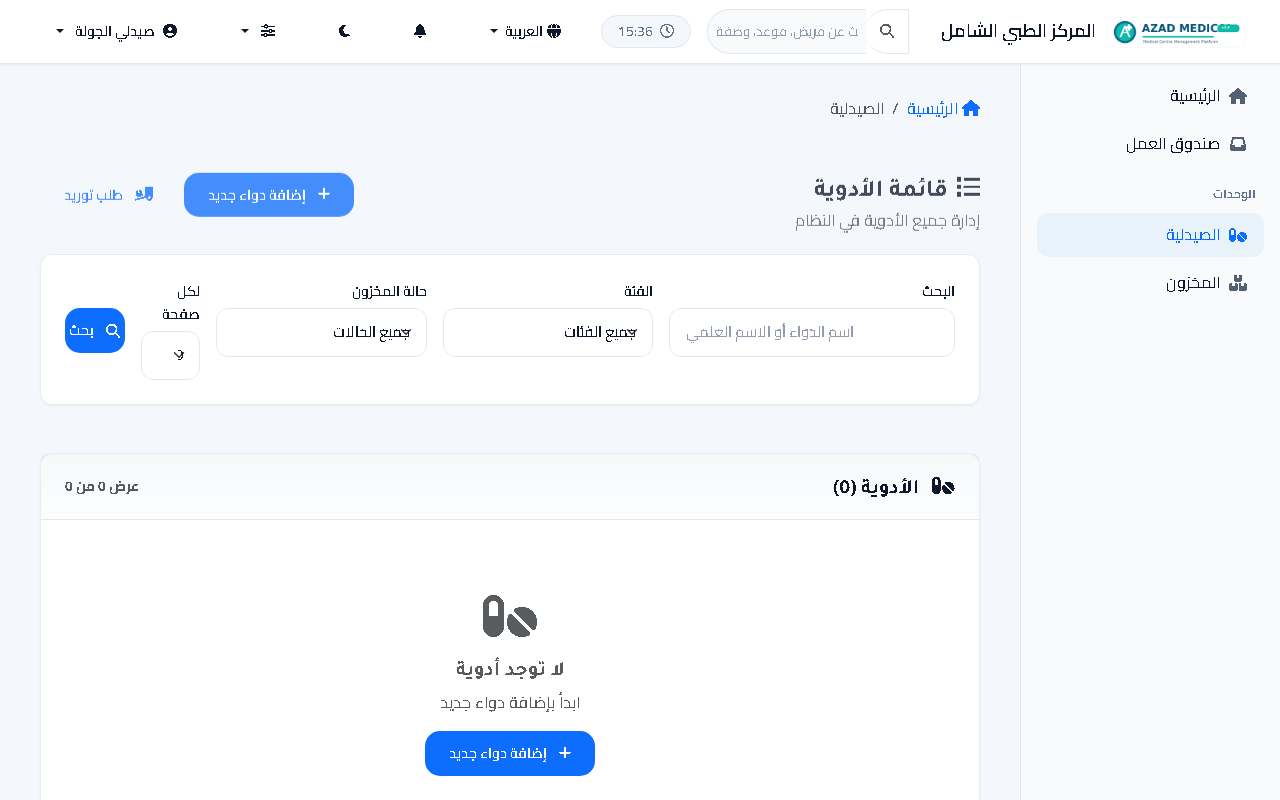 AZAD MEDIC
Medical Centre Management Platform
المركز الطبي الشامل
ث عن مريض، موعد، وصفة
15:36
العربية
صيدلي الجولة
الرئيسية
صندوق العمل
الوحدات
الصيدلية
المخزون
الرئيسية / الصيدلية
قائمة الأدوية
إدارة جميع الأدوية في النظام
إضافة دواء جديد
طلب توريد
البحث
اسم الدواء أو الاسم العلمي
الفئة
جميع الفئات
حالة المخزون
جميع الحالات
لكل
صفحة
بحث
الأدوية (0)
عرض 0 من 0
لا توجد أدوية
ابدأ بإضافة دواء جديد
إضافة دواء جديد